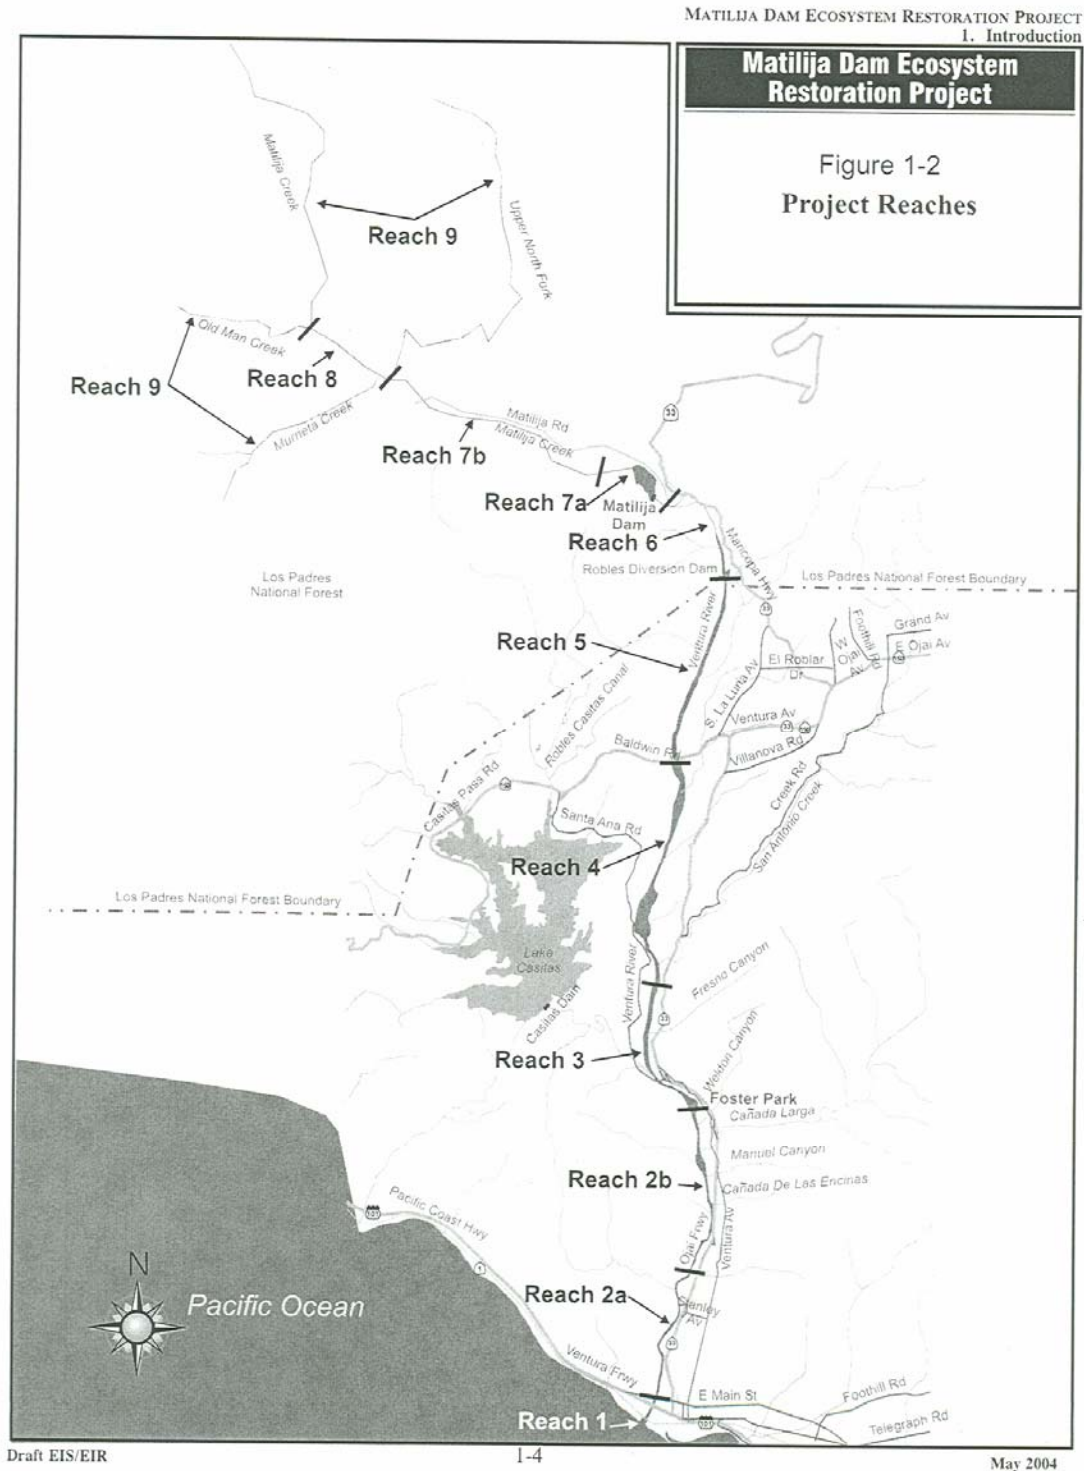 MATILIJA DAM ECOSYSTEM RESTORATION PROJECT
1. Introduction
Matilija Dam Ecosystem
Restoration Project
Figure 1-2
Project Reaches
Matilija Creek
Reach 9
Upper North Fork
Old Man Creek
Reach 8
Reach 9
Murrieta Creek
33
Matilija Rd
Matilija Creek
Reach 7b
Reach 7a
Matilija
Dam
Reach 6
Maricopa Hwy
Robles Diversion Dam
Los Padres
National Forest
Los Padres National Forest Boundary
33
Foothill Rd
Grand Av
E Ojai Av
W
Ojai
Av
El Roblar
Dr
Ventura River
Reach 5
S. La Luna Av
Robles Casitas Canal
Ventura Av
33
Baldwin Rd
Villanova Rd
Casitas Pass Rd
Creek Rd
San Antonio Creek
Santa Ana Rd
Reach 4
Los Padres National Forest Boundary
Lake
Casitas
Ventura River
Fresno Canyon
Casitas Dam
33
Reach 3
Weldon Canyon
Foster Park
Cañada Larga
Manuel Canyon
Reach 2b
Cañada De Las Encinas
Pacific Coast Hwy
101
Ojai Frwy
Ventura Av
1
N
Pacific Ocean
Reach 2a
Stanley
Av
33
Ventura Frwy
E Main St
Foothill Rd
Reach 1
101
Telegraph Rd
Draft EIS/EIR
1-4
May 2004